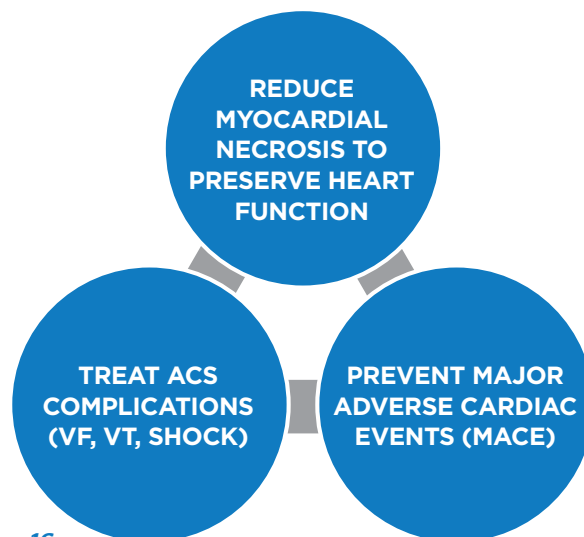 REDUCE
MYOCARDIAL
NECROSIS TO
PRESERVE HEART
FUNCTION
TREAT ACS
COMPLICATIONS
(VF, VT, SHOCK)
PREVENT MAJOR
ADVERSE CARDIAC
EVENTS (MACE)